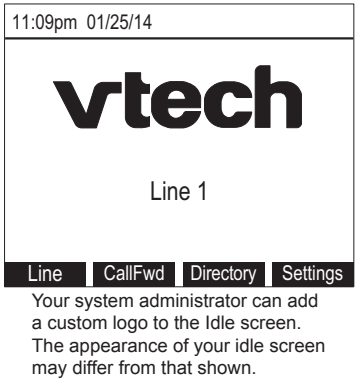 11:09pm 01/25/14
vtech
Line 1
Line CallFwd Directory Settings
Your system administrator can add
a custom logo to the Idle screen.
The appearance of your idle screen
may differ from that shown.